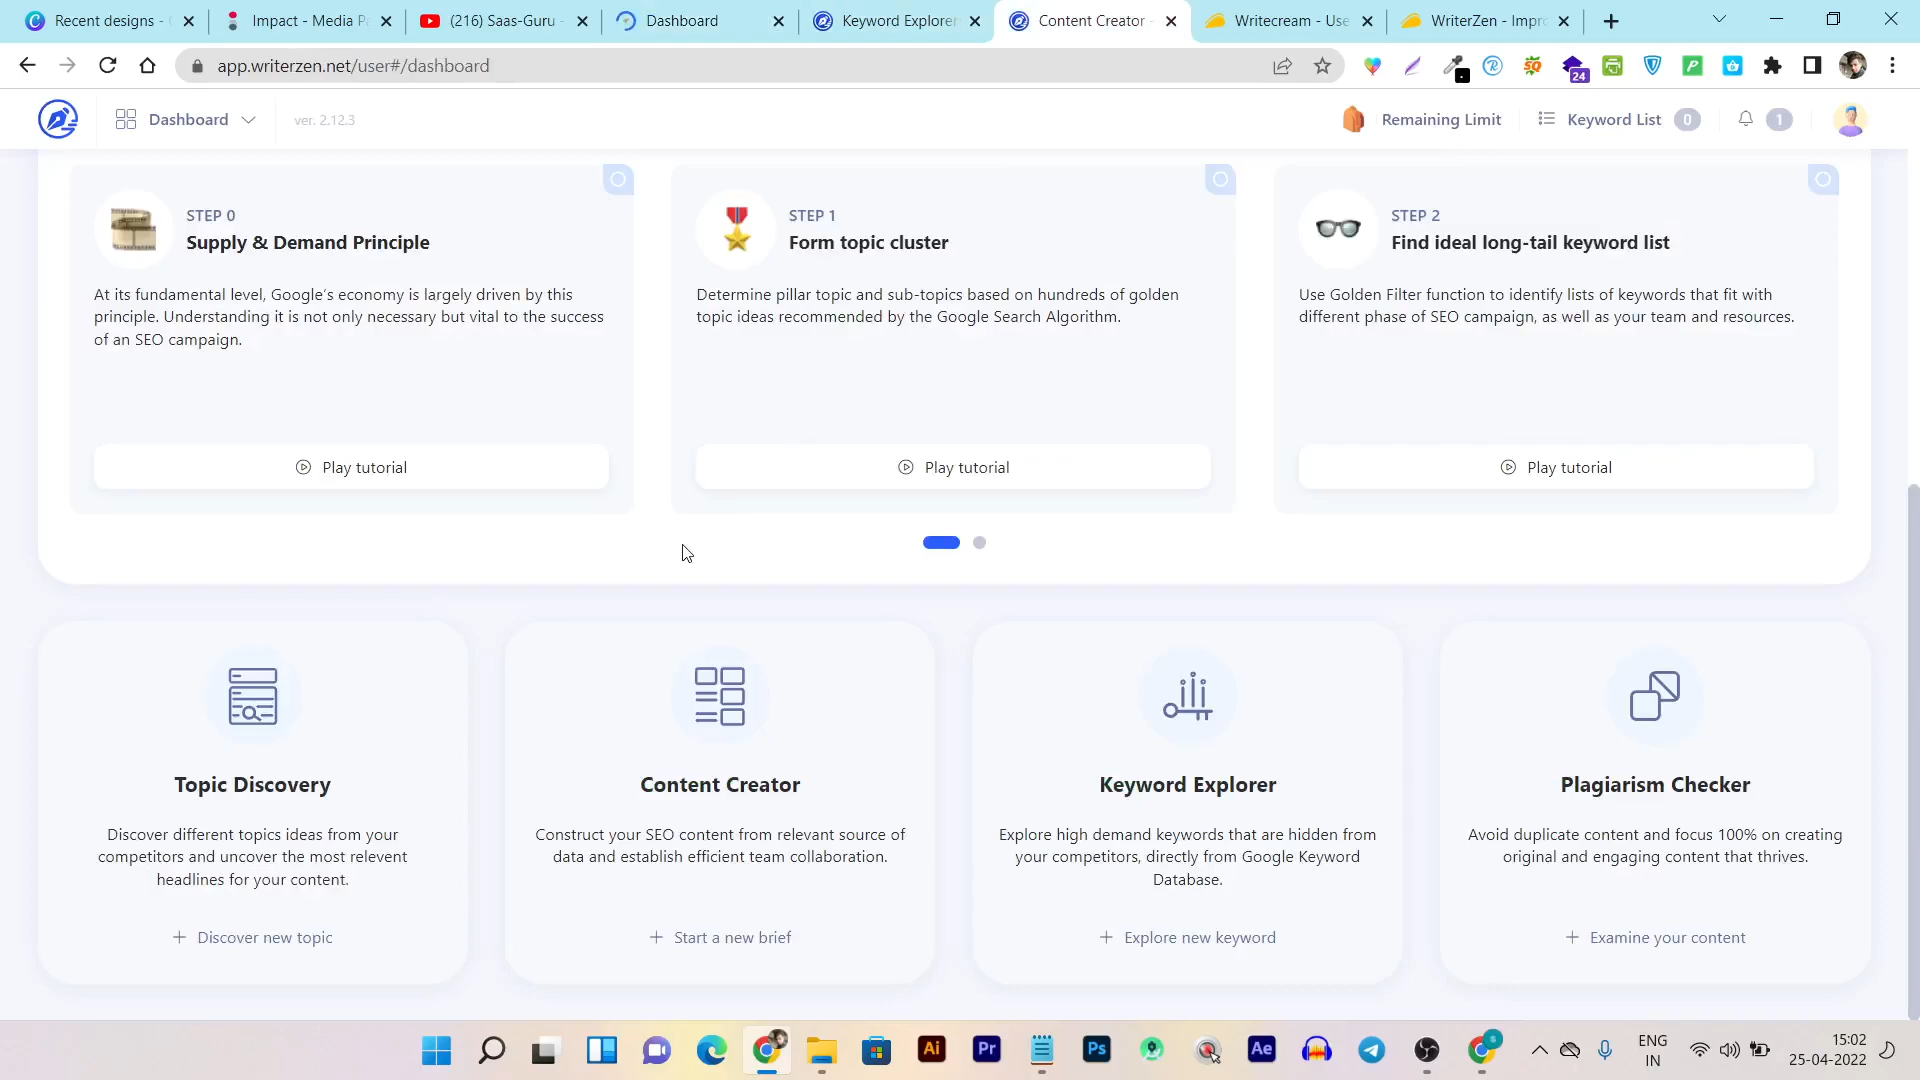 Recent designs -
Impact - Media Pa
(216) Saas-Guru -
Dashboard
Keyword Explorer
Content Creator -
Writecream - Use
WriterZen - Impro
app.writerzen.net/user#/dashboard
24
Dashboard
ver. 2.12.3
Remaining Limit
Keyword List
0
1
STEP 0
Supply & Demand Principle
At its fundamental level, Google's economy is largely driven by this
principle. Understanding it is not only necessary but vital to the success
of an SEO campaign.
Play tutorial
STEP 1
Form topic cluster
Determine pillar topic and sub-topics based on hundreds of golden
topic ideas recommended by the Google Search Algorithm.
Play tutorial
STEP 2
Find ideal long-tail keyword list
Use Golden Filter function to identify lists of keywords that fit with
different phase of SEO campaign, as well as your team and resources.
Play tutorial
Topic Discovery
Discover different topics ideas from your
competitors and uncover the most relevent
headlines for your content.
+ Discover new topic
Content Creator
Construct your SEO content from relevant source of
data and establish efficient team collaboration.
+ Start a new brief
Keyword Explorer
Explore high demand keywords that are hidden from
your competitors, directly from Google Keyword
Database.
+ Explore new keyword
Plagiarism Checker
Avoid duplicate content and focus 100% on creating
original and engaging content that thrives.
+ Examine your content
Ai
Pr
Ps
Ae
ENG
IN
15:02
25-04-2022